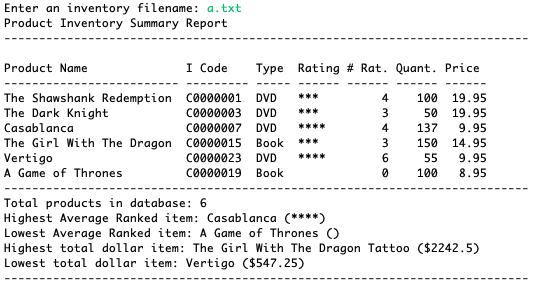 Enter an inventory filename: a.txt
Product Inventory Summary Report
---------------------------------------------------------------------------
Product Name              I Code     Type  Rating # Rat. Quant. Price
------------------------- ---------- ----- ------ ------ ------ ------
The Shawshank Redemption  C0000001   DVD   ***         4    100  19.95
The Dark Knight           C0000003   DVD   ***         3     50  19.95
Casablanca                C0000007   DVD   ****        4    137   9.95
The Girl With The Dragon  C0000015   Book  ***         3    150  14.95
Vertigo                   C0000023   DVD   ****        6     55   9.95
A Game of Thrones         C0000019   Book              0    100   8.95
---------------------------------------------------------------------------
Total products in database: 6
Highest Average Ranked item: Casablanca (****)
Lowest Average Ranked item: A Game of Thrones ()
Highest total dollar item: The Girl With The Dragon Tattoo ($2242.5)
Lowest total dollar item: Vertigo ($547.25)
---------------------------------------------------------------------------